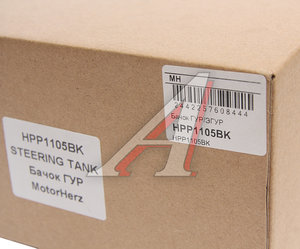 HPP1105BK
STEERING TANK
Бачок ГУР
MotorHerz
MH
2442257608444
Бачок ГУР/ЭГУР
HPP1105BK
HPP1105BK